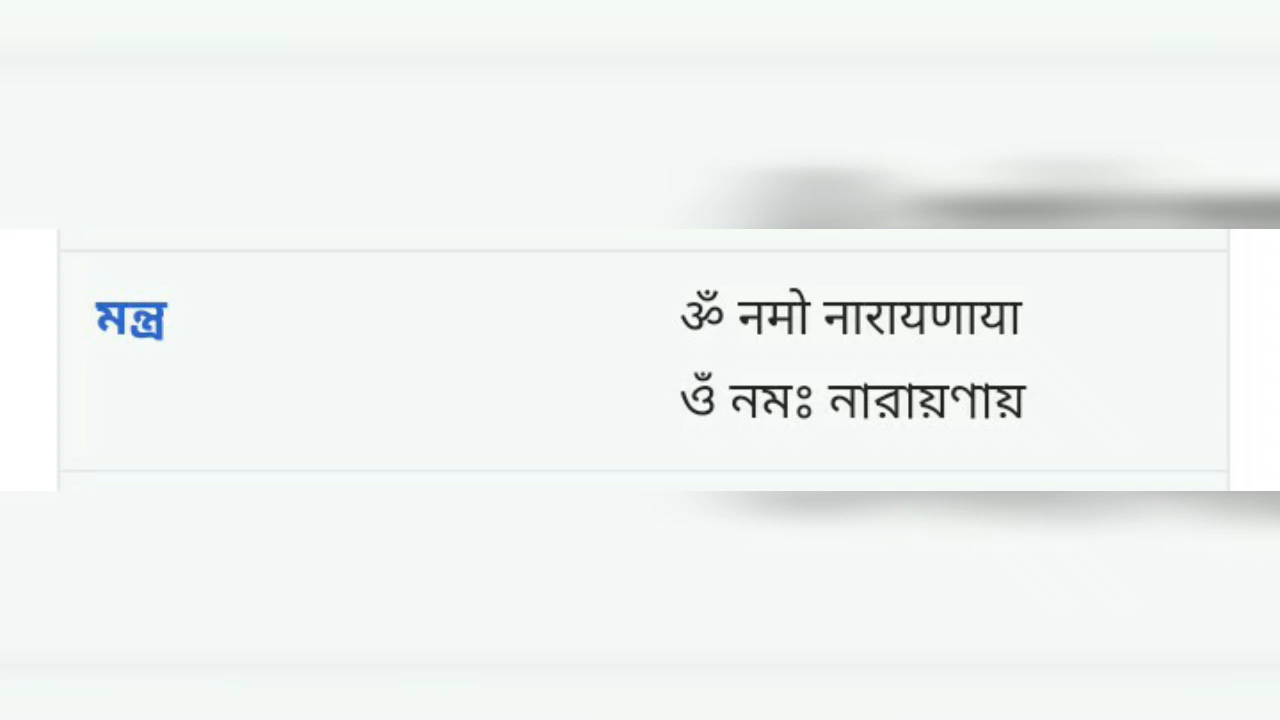 মন্ত্র
ॐ नमो नारायणाया
ওঁ নমঃ নারায়ণায়